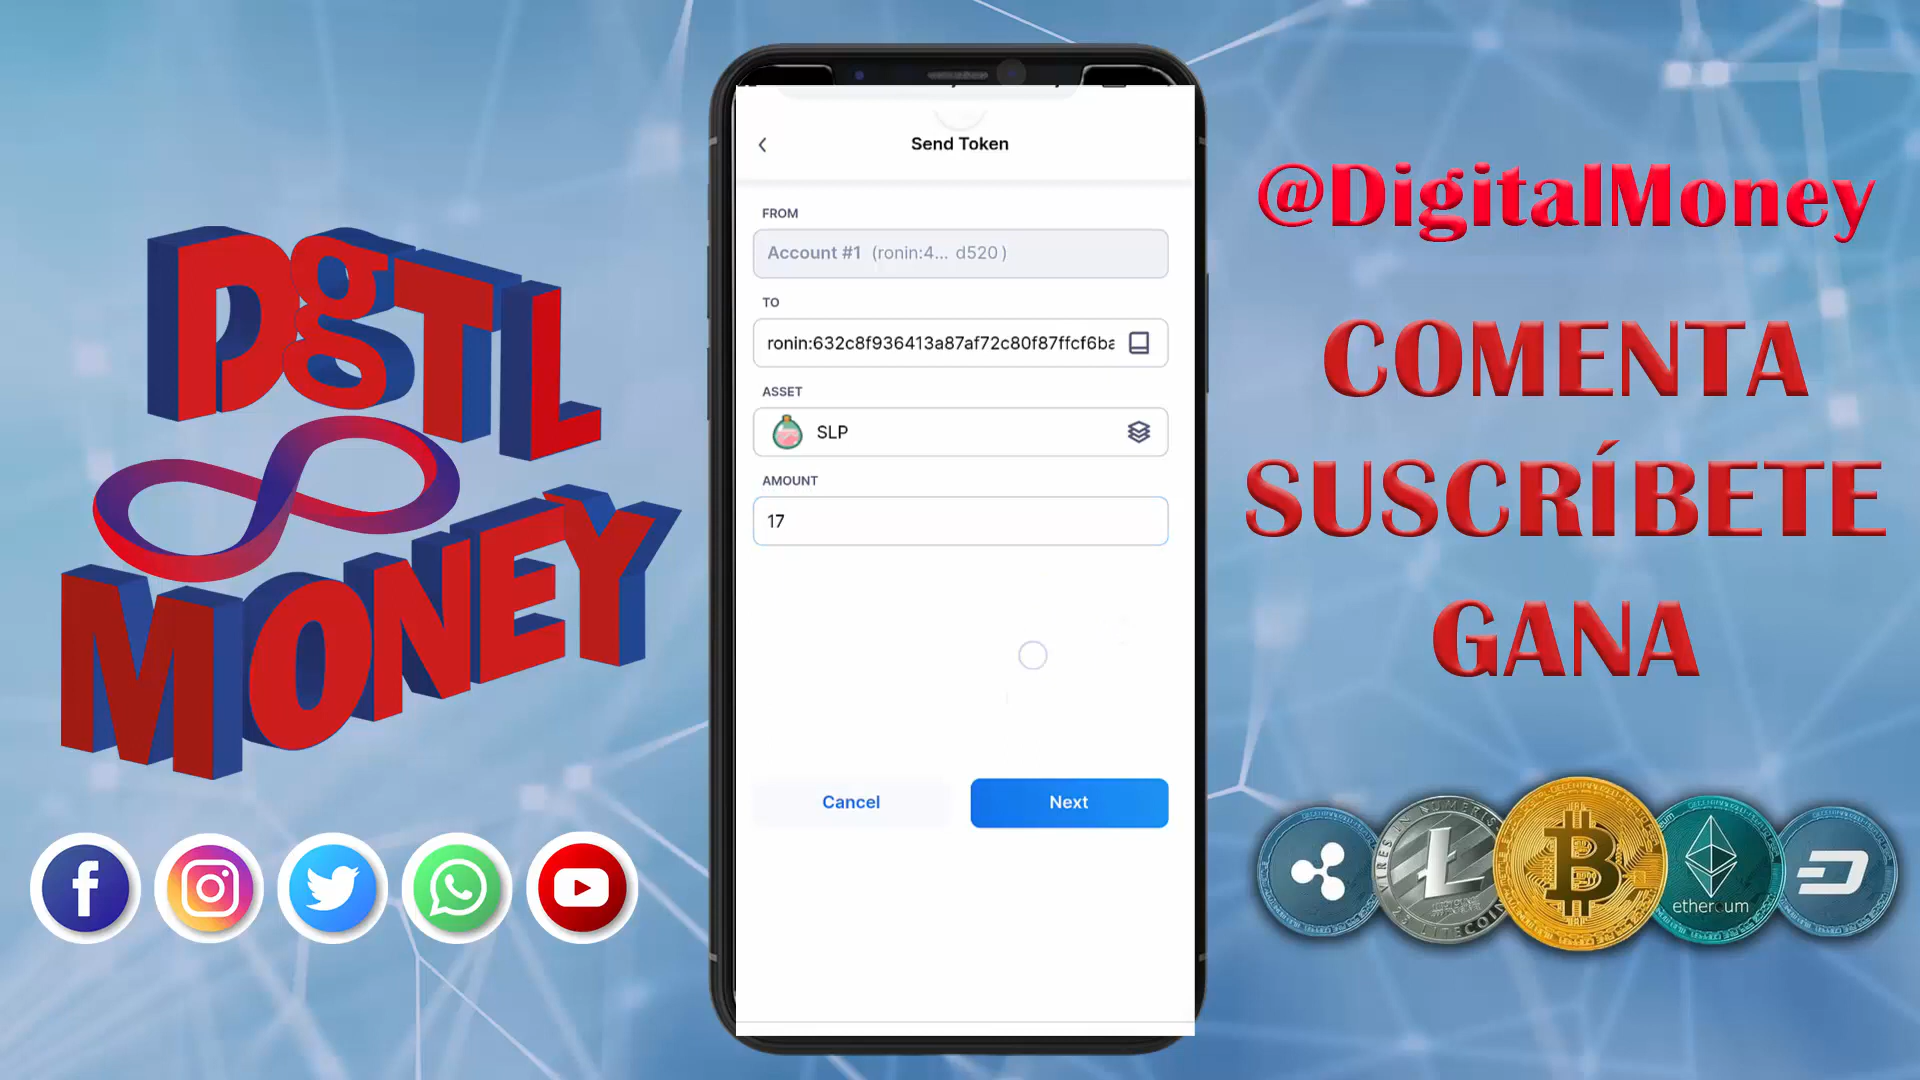 DgTL
MONEY
Send Token
FROM
Account #1 (ronin:4... d520 )
TO
ronin:632c8f936413a87af72c80f87ffcf6ba
ASSET
SLP
AMOUNT
17
Cancel
Next
@DigitalMoney
COMENTA
SUSCRÍBETE
GANA
ethereum